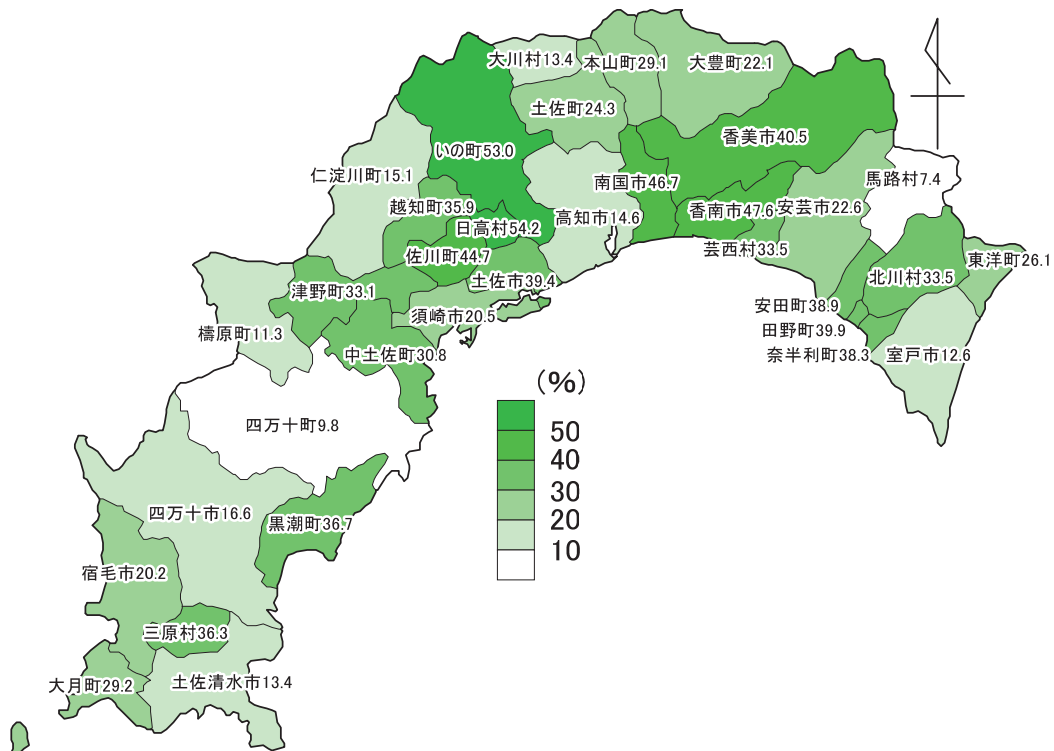 大川村13.4
本山町29.1
大豊町22.1
土佐町24.3
香美市40.5
いの町53.0
仁淀川町15.1
南国市46.7
馬路村7.4
越知町35.9
高知市14.6
香南市47.6
安芸市22.6
日高村54.2
芸西村33.5
佐川町44.7
東洋町26.1
土佐市39.4
北川村33.5
津野町33.1
安田町38.9
須崎市20.5
田野町39.9
檮原町11.3
中土佐町30.8
奈半利町38.3
室戸市12.6
(%)
50
40
30
20
10
四万十町9.8
四万十市16.6
黒潮町36.7
宿毛市20.2
三原村36.3
大月町29.2
土佐清水市13.4